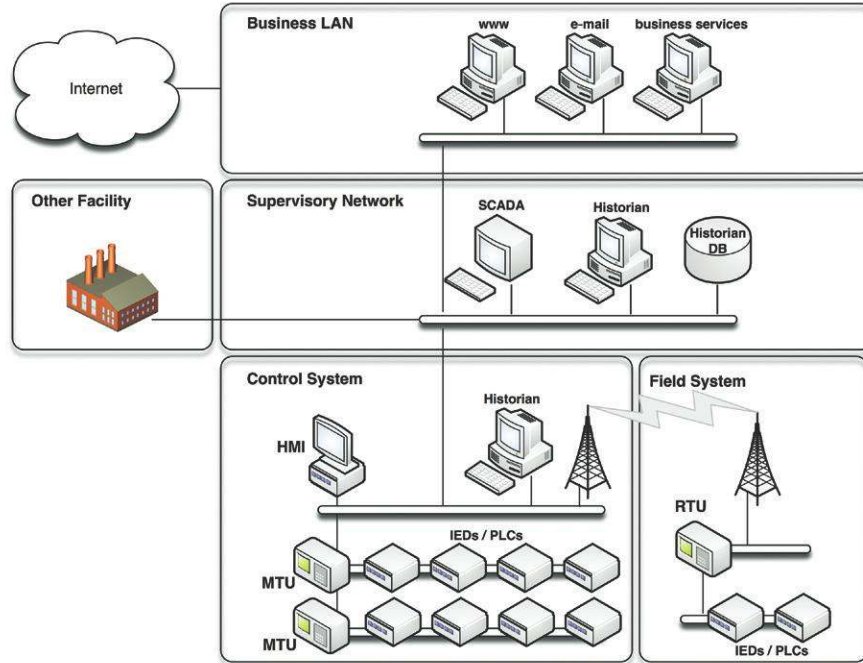 Business LAN
www
e-mail
business services
Internet
Other Facility
Supervisory Network
SCADA
Historian
Historian
DB
Control System
Historian
HMI
Field System
RTU
IEDs / PLCs
MTU
MTU
IEDs / PLCs